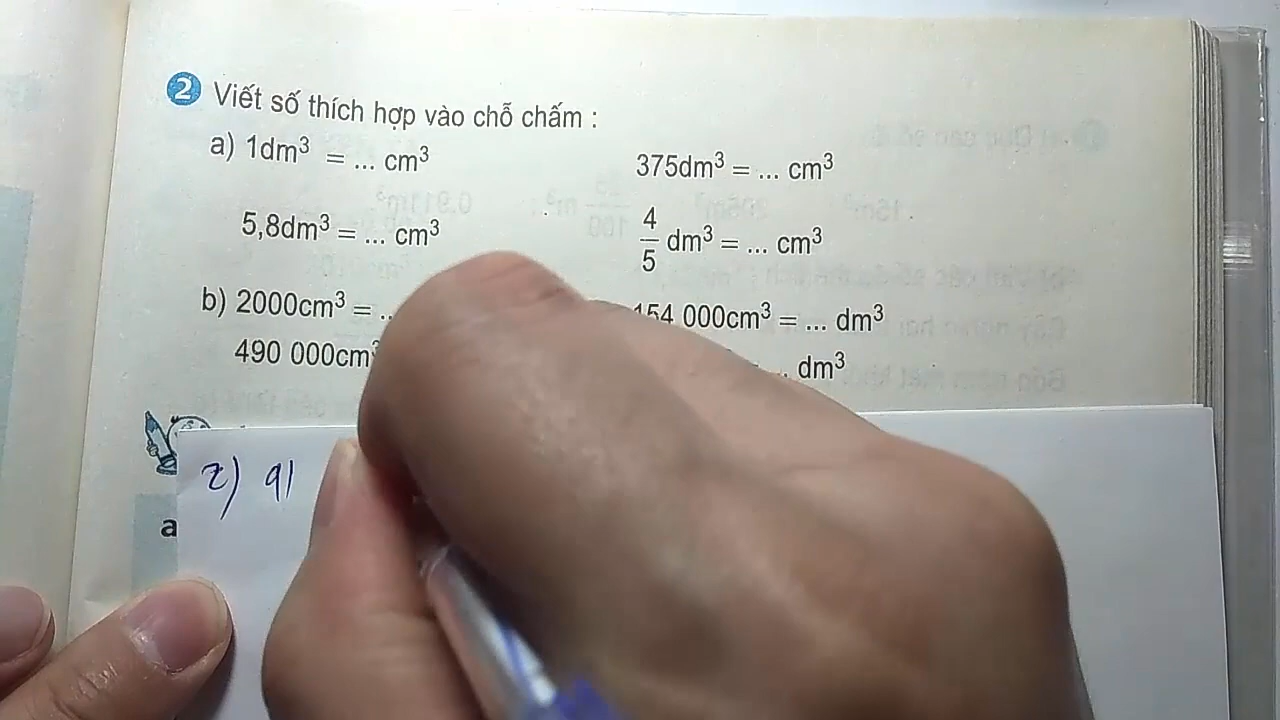 2 Viết số thích hợp vào chỗ chấm :
a) 1dm³ = ... cm³
375dm³ = ... cm³
5,8dm³ = ... cm³
4/5 dm³ = ... cm³
b) 2000cm³ = ..
154 000cm³ = ... dm³
490 000cm³
.. dm³
2) a)
a